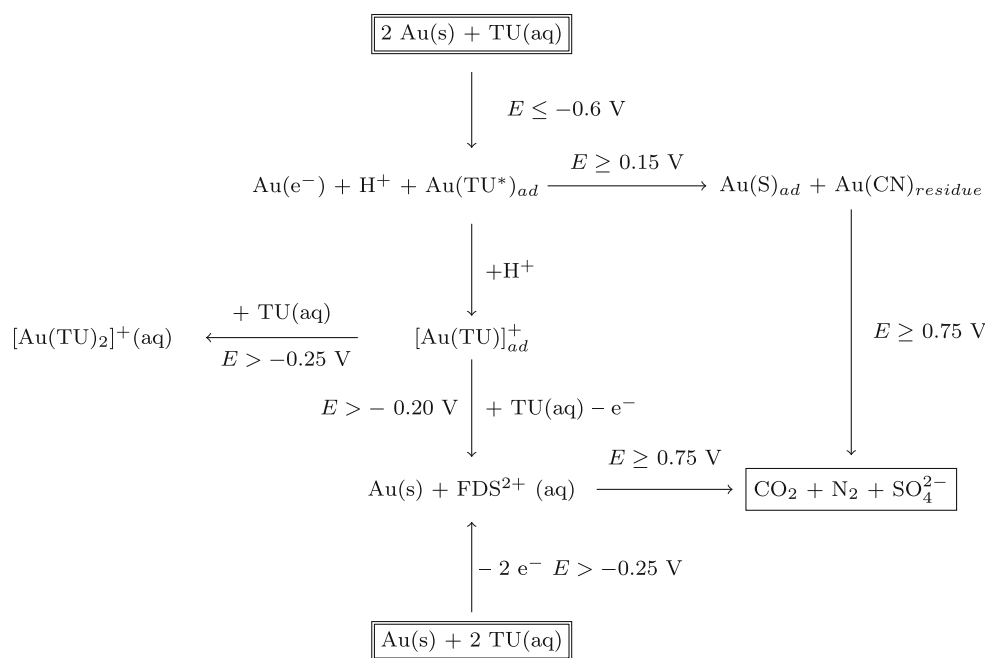 2 Au(s) + TU(aq)
E ≤ −0.6 V
Au(e⁻) + H⁺ + Au(TU*)ad
E ≥ 0.15 V
Au(S)ad + Au(CN)residue
+H⁺
+ TU(aq)
[Au(TU)₂]⁺(aq)
E > −0.25 V
[Au(TU)]⁺ad
E ≥ 0.75 V
E > − 0.20 V
+ TU(aq) – e⁻
E ≥ 0.75 V
Au(s) + FDS²⁺ (aq)
CO₂ + N₂ + SO₄²⁻
– 2 e⁻ E > −0.25 V
Au(s) + 2 TU(aq)